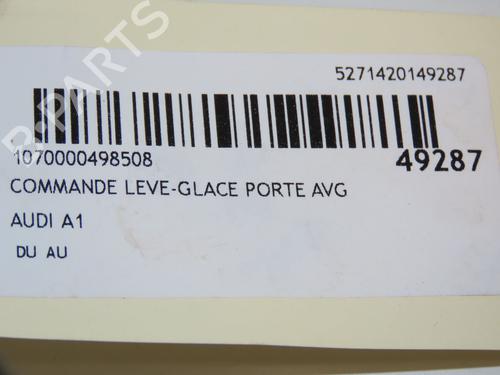 5271420149287
1070000498508
49287
COMMANDE LEVE-GLACE PORTE AVG
AUDI A1
DU AU
B-PARTS